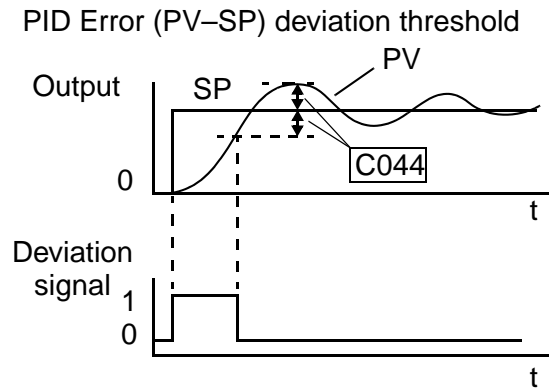 PID Error (PV–SP) deviation threshold
PV
Output
SP
C044
0
t
Deviation
signal
1
0
t